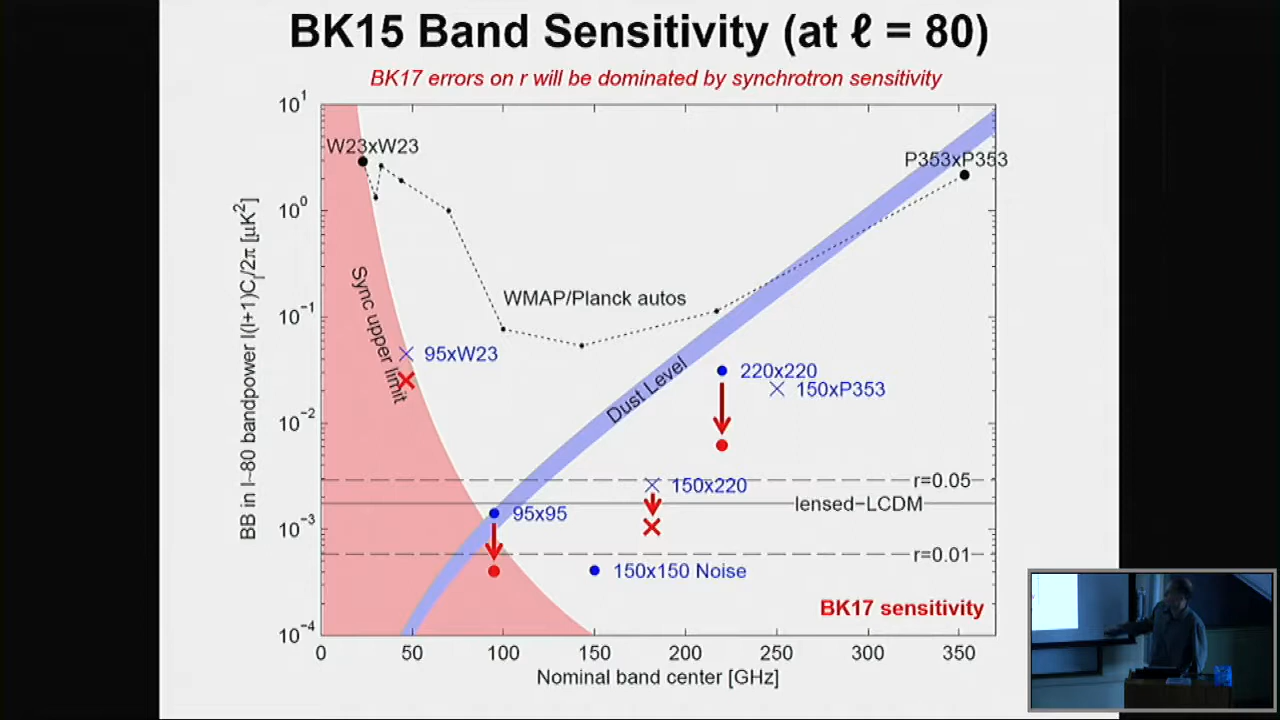 BK15 Band Sensitivity (at ℓ = 80)
BK17 errors on r will be dominated by synchrotron sensitivity
BB in l~80 bandpower l(l+1)Cₗ/2π [μK²]
10¹
10⁰
10⁻¹
10⁻²
10⁻³
10⁻⁴
W23xW23
P353xP353
WMAP/Planck autos
Sync upper limit
95xW23
Dust Level
220x220
150xP353
150x220
r=0.05
lensed−LCDM
95x95
r=0.01
150x150 Noise
BK17 sensitivity
0 50 100 150 200 250 300 350
Nominal band center [GHz]